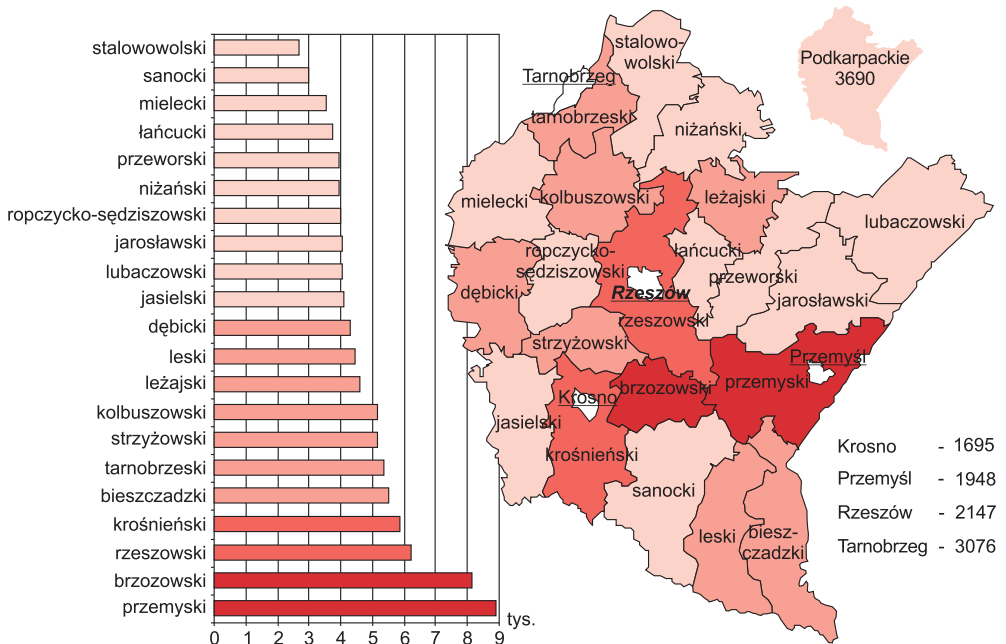 stalowowolski
sanocki
mielecki
łańcucki
przeworski
niżański
ropczycko-sędziszowski
jarosławski
lubaczowski
jasielski
dębicki
leski
leżajski
kolbuszowski
strzyżowski
tarnobrzeski
bieszczadzki
krośnieński
rzeszowski
brzozowski
przemyski
0 1 2 3 4 5 6 7 8 9 tys.
stalowo-
wolski
Tarnobrzeg
tarnobrzeski
niżański
mielecki
kolbuszowski
leżajski
lubaczowski
ropczycko-
sędziszowski
łańcucki
dębicki
przeworski
Rzeszów
jarosławski
rzeszowski
strzyżowski
Przemyśl
brzozowski
przemyski
Krosno
jasielski
krośnieński
sanocki
leski
biesz-
czadzki
Podkarpackie
3690
Krosno - 1695
Przemyśl - 1948
Rzeszów - 2147
Tarnobrzeg - 3076